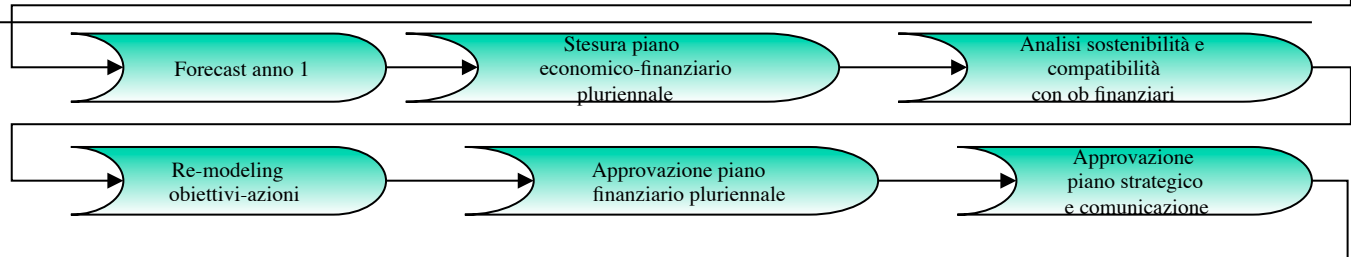 Forecast anno 1
Stesura piano
economico-finanziario
pluriennale
Analisi sostenibilità e
compatibilità
con ob finanziari
Re-modeling
obiettivi-azioni
Approvazione piano
finanziario pluriennale
Approvazione
piano strategico
e comunicazione